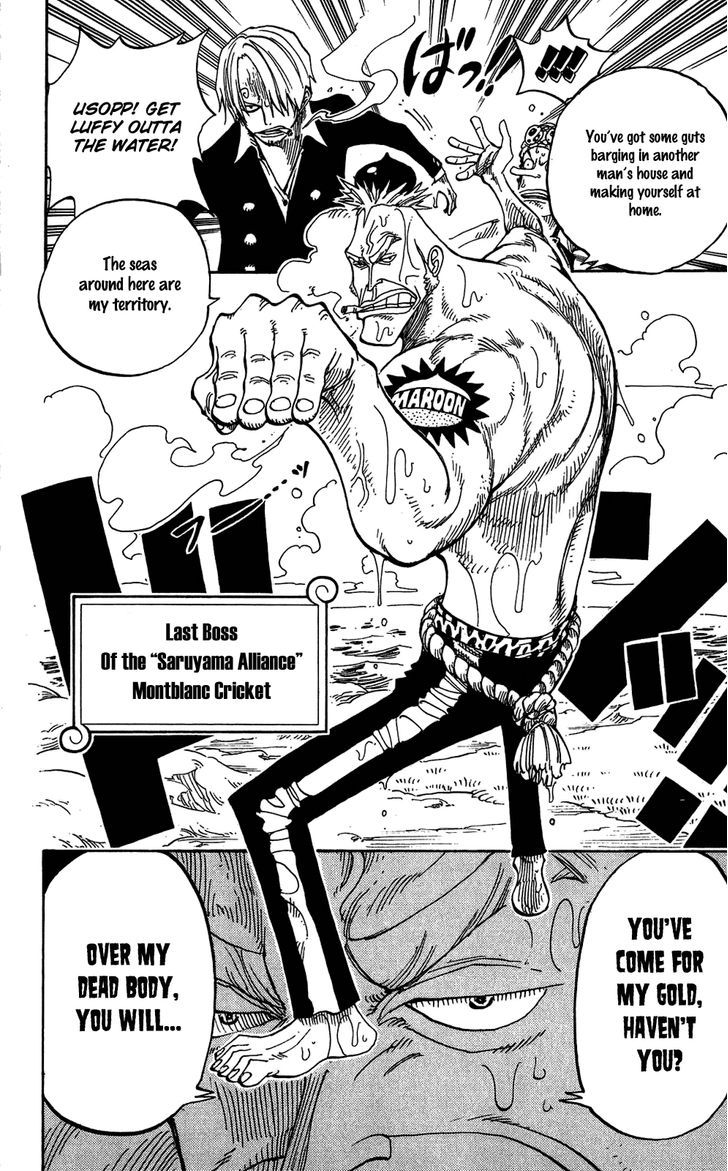 You've got some guts
barging in another
man's house and
making yourself at
home.
!!!
ばっ!!
USOPP! GET
LUFFY OUTTA
THE WATER!
The seas
around here are
my territory.
MAROON
Last Boss
Of the “Saruyama Alliance”
Montblanc Cricket
YOU'VE
COME FOR
MY GOLD,
HAVEN'T
YOU?
OVER MY
DEAD BODY,
YOU WILL...